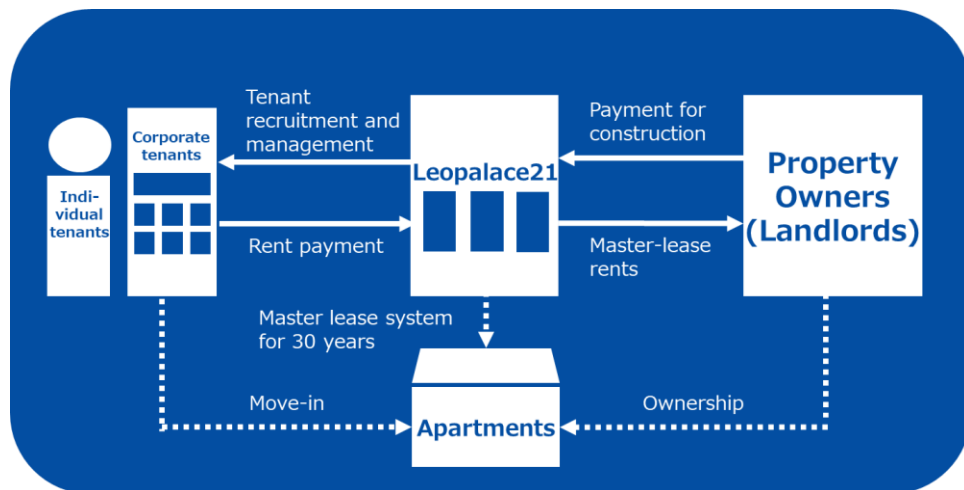 Tenant
recruitment and
management
Payment for
construction
Corporate
tenants
Indi-
vidual
tenants
Leopalace21
Property
Owners
(Landlords)
Rent payment
Master-lease
rents
Master lease system
for 30 years
Move-in
Ownership
Apartments